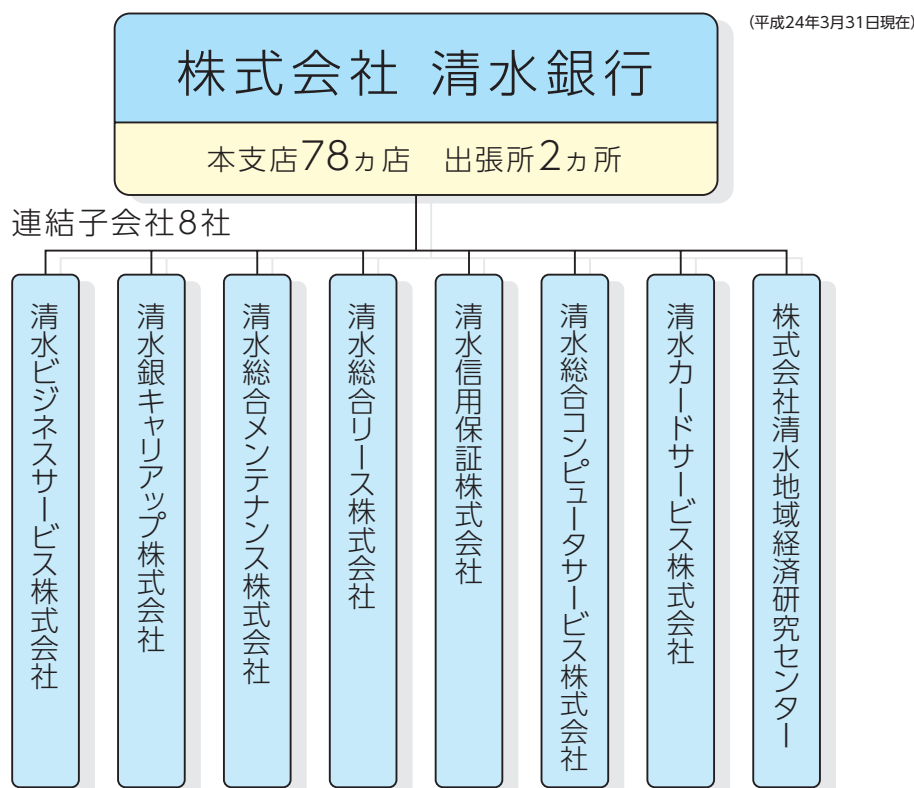 (平成24年3月31日現在)
株式会社 清水銀行
本支店78ヵ店 出張所2ヵ所
連結子会社8社
清水ビジネスサービス株式会社
清水銀キャリアップ株式会社
清水総合メンテナンス株式会社
清水総合リース株式会社
清水信用保証株式会社
清水総合コンピュータサービス株式会社
清水カードサービス株式会社
株式会社清水地域経済研究センター